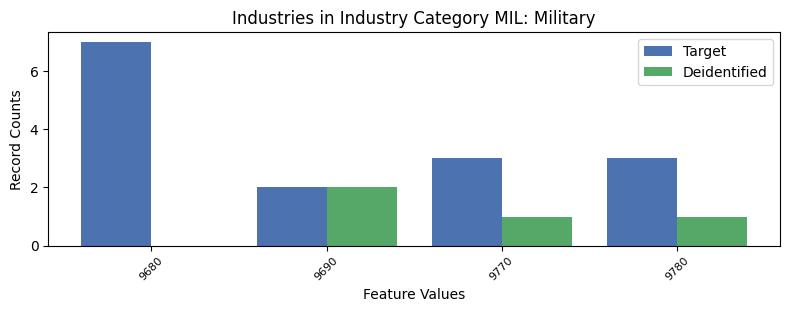 Industries in Industry Category MIL: Military
Target
Deidentified
Record Counts
6
4
2
0
9680
9690
9770
9780
Feature Values